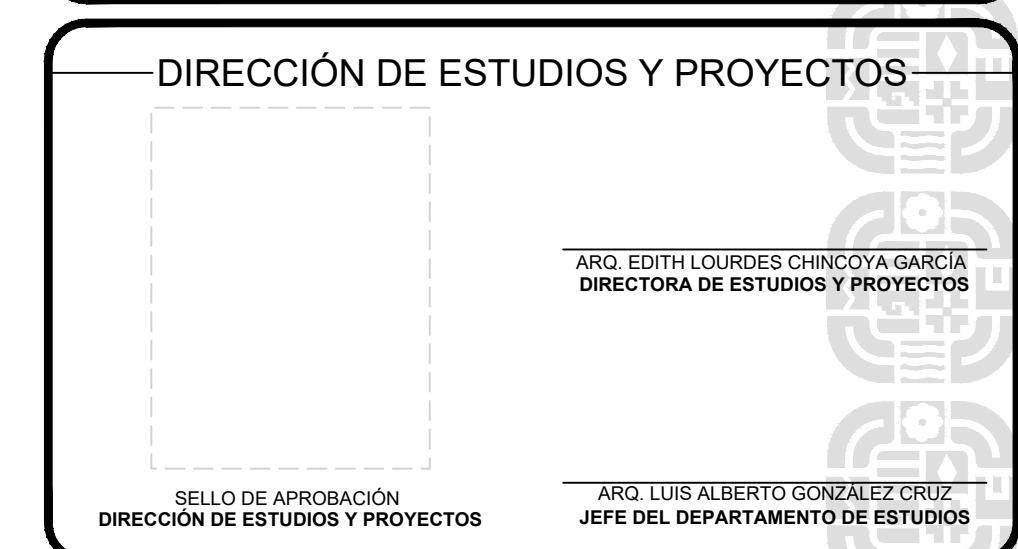 DIRECCIÓN DE ESTUDIOS Y PROYECTOS
ARQ. EDITH LOURDES CHINCOYA GARCÍA
DIRECTORA DE ESTUDIOS Y PROYECTOS
SELLO DE APROBACIÓN
DIRECCIÓN DE ESTUDIOS Y PROYECTOS
ARQ. LUIS ALBERTO GONZÁLEZ CRUZ
JEFE DEL DEPARTAMENTO DE ESTUDIOS